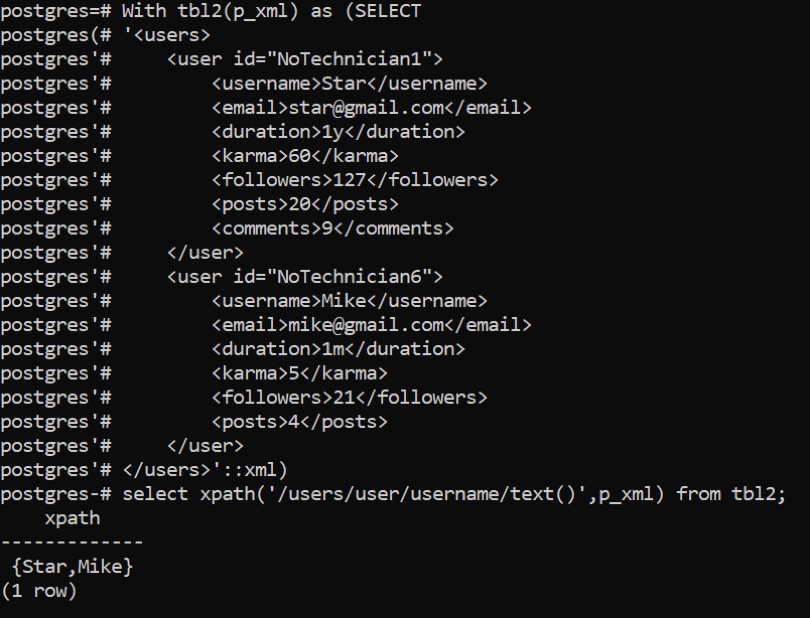 postgres=# With tbl2(p_xml) as (SELECT
postgres(# '<users>
postgres'#     <user id="NoTechnician1">
postgres'#         <username>Star</username>
postgres'#         <email>star@gmail.com</email>
postgres'#         <duration>1y</duration>
postgres'#         <karma>60</karma>
postgres'#         <followers>127</followers>
postgres'#         <posts>20</posts>
postgres'#         <comments>9</comments>
postgres'#     </user>
postgres'#     <user id="NoTechnician6">
postgres'#         <username>Mike</username>
postgres'#         <email>mike@gmail.com</email>
postgres'#         <duration>1m</duration>
postgres'#         <karma>5</karma>
postgres'#         <followers>21</followers>
postgres'#         <posts>4</posts>
postgres'#     </user>
postgres'# </users>'::xml)
postgres-# select xpath('/users/user/username/text()',p_xml) from tbl2;
    xpath
-------------
 {Star,Mike}
(1 row)